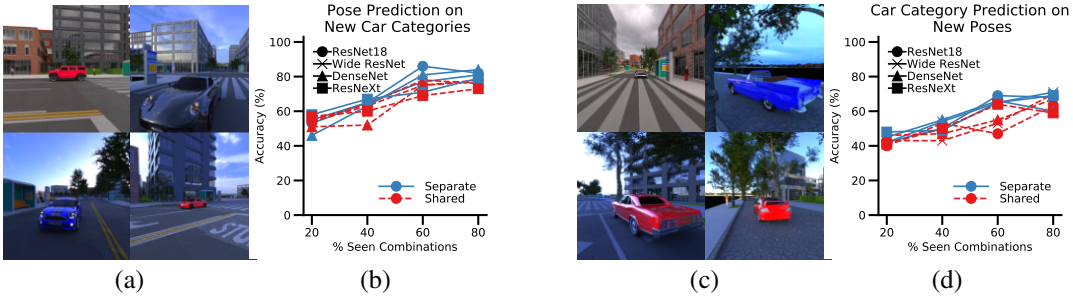 Pose Prediction on
New Car Categories
100
80
60
40
20
0
Accuracy (%)
ResNet18
Wide ResNet
DenseNet
ResNeXt
Separate
Shared
20 40 60 80
% Seen Combinations
STOP
Car Category Prediction on
New Poses
100
80
60
40
20
0
Accuracy (%)
ResNet18
Wide ResNet
DenseNet
ResNeXt
Separate
Shared
20 40 60 80
% Seen Combinations
(a) (b) (c) (d)